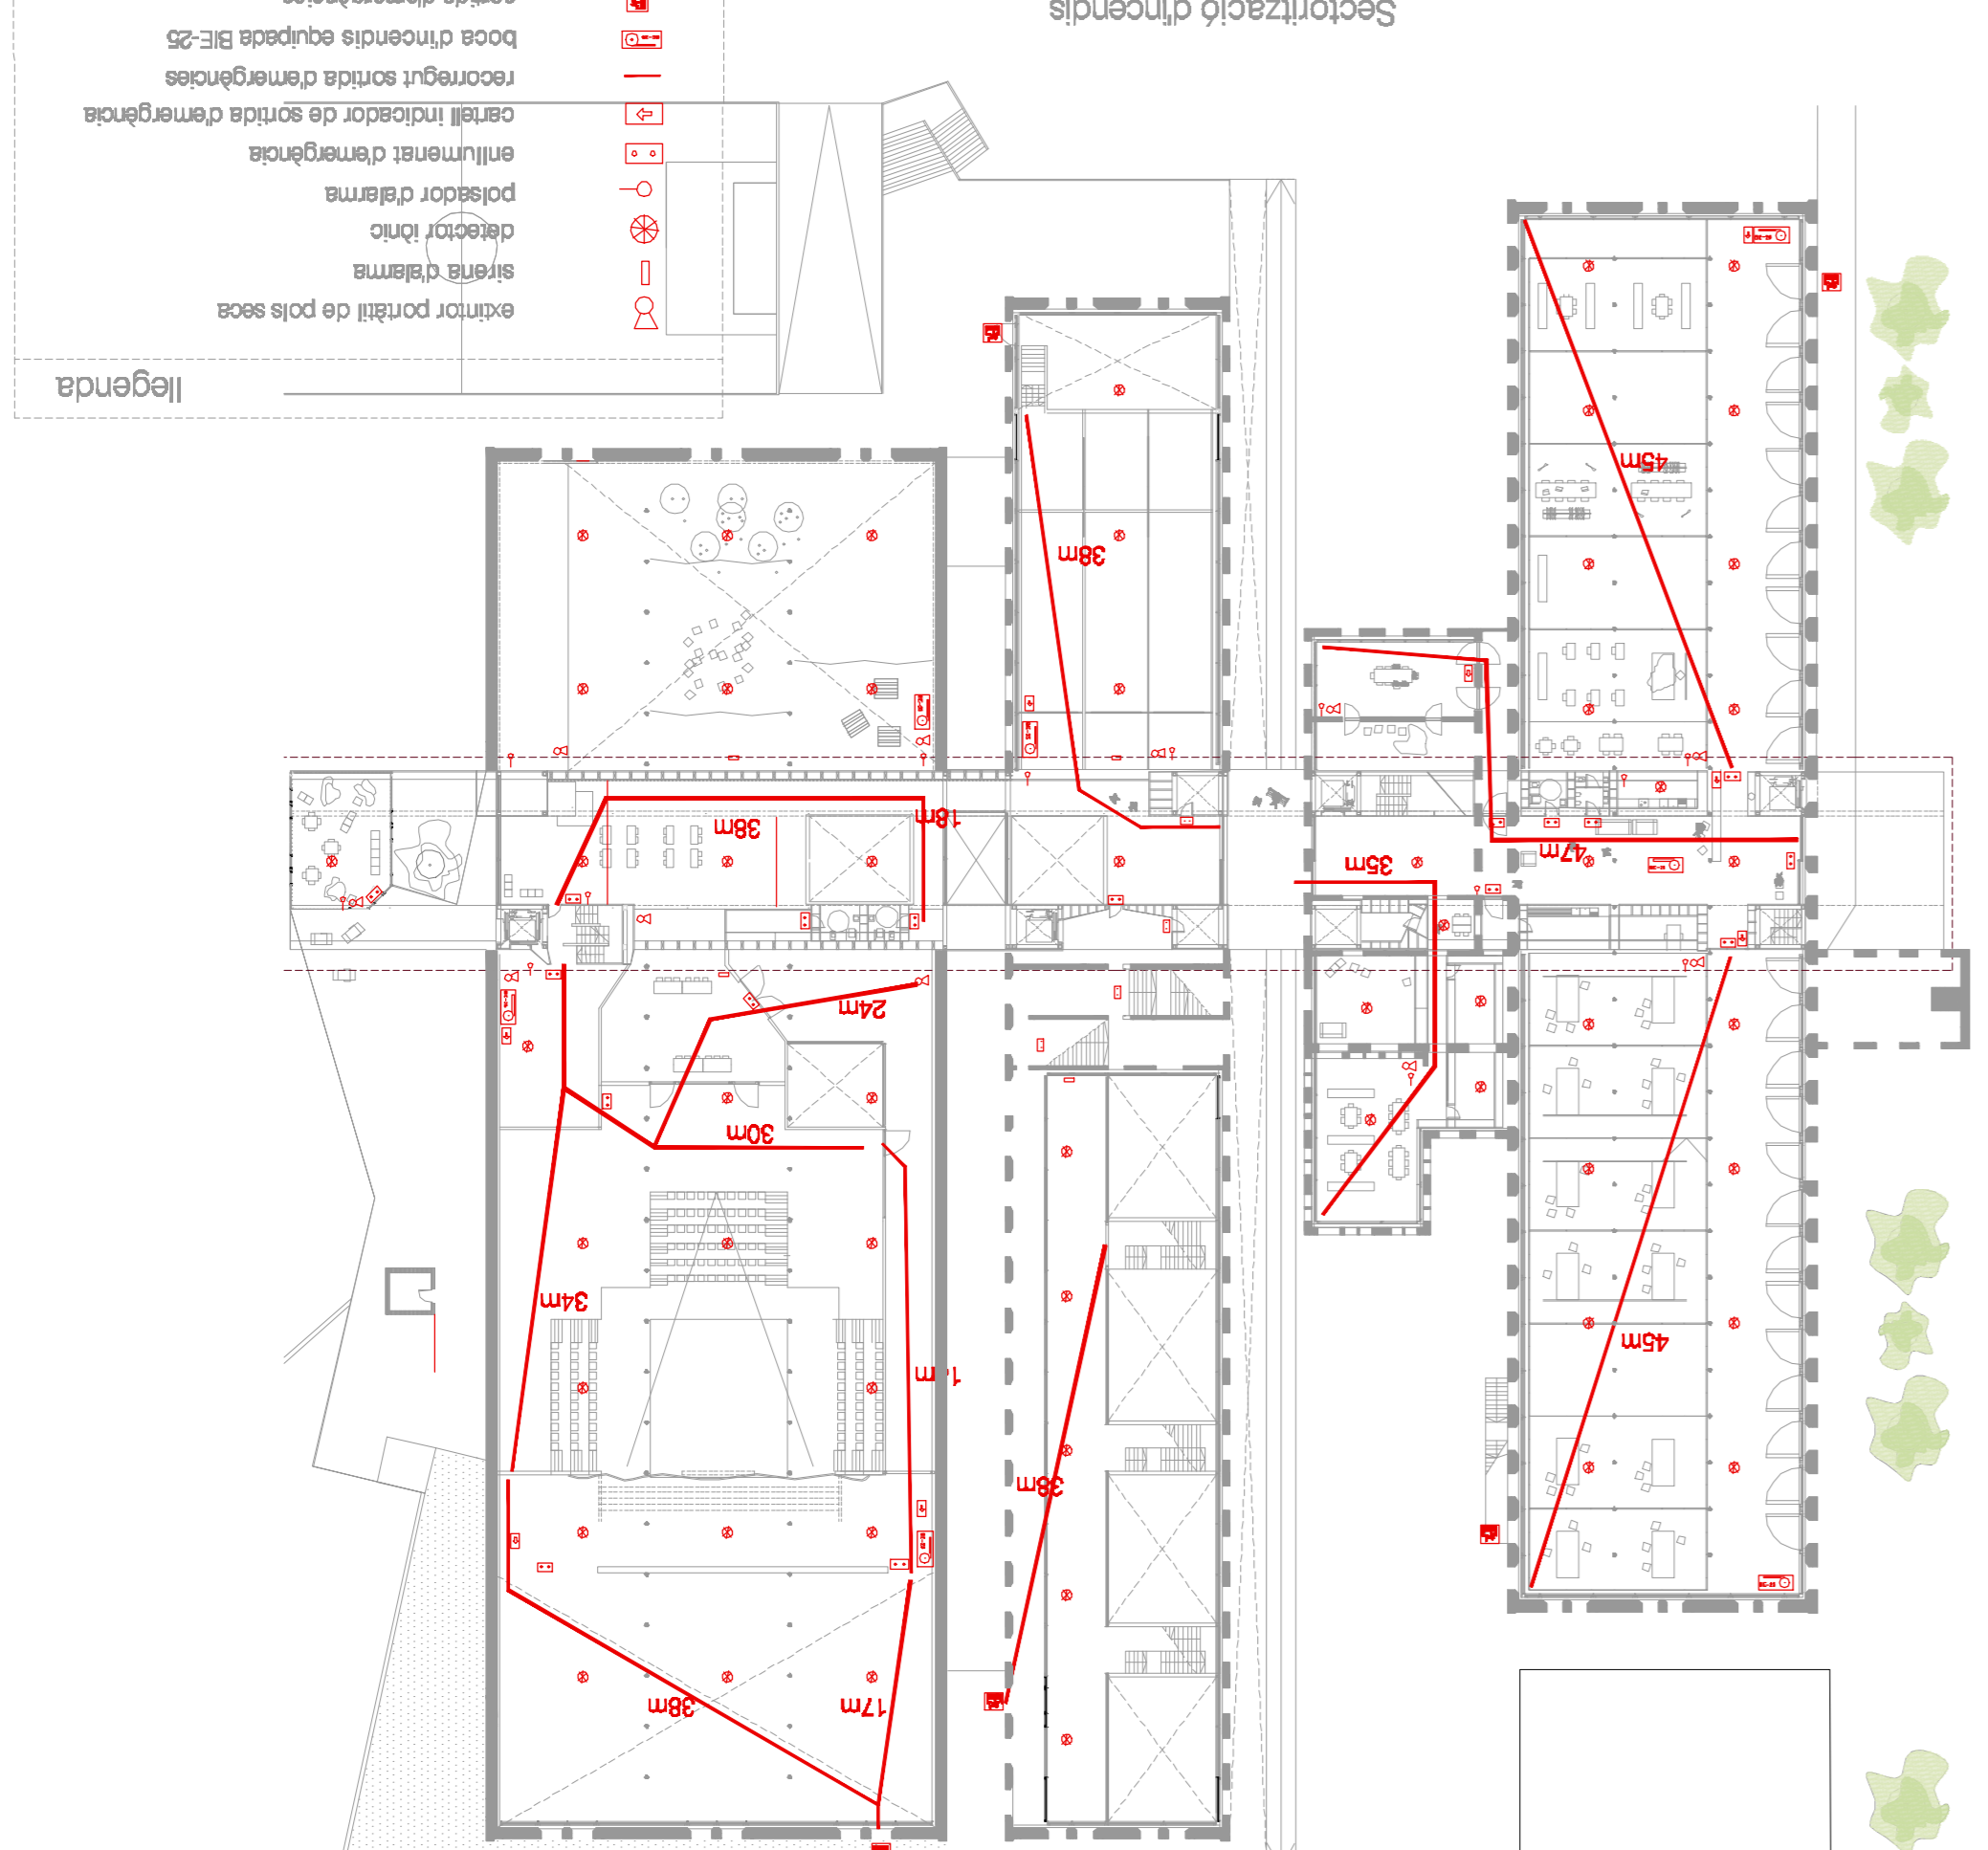 17m
38m
38m
45m
34m
30m
24m
47m
35m
18m
38m
38m
45m
llegenda
extintor portàtil de pols seca
sirena d'alarma
detector iònic
polsador d'alarma
enllumenat d'emergència
cartell indicador de sortida d'emergència
recorregut sortida d'emergències
boca d'incendis equipada BIE-25
sortida d'emergències
Sectorització d'incendis